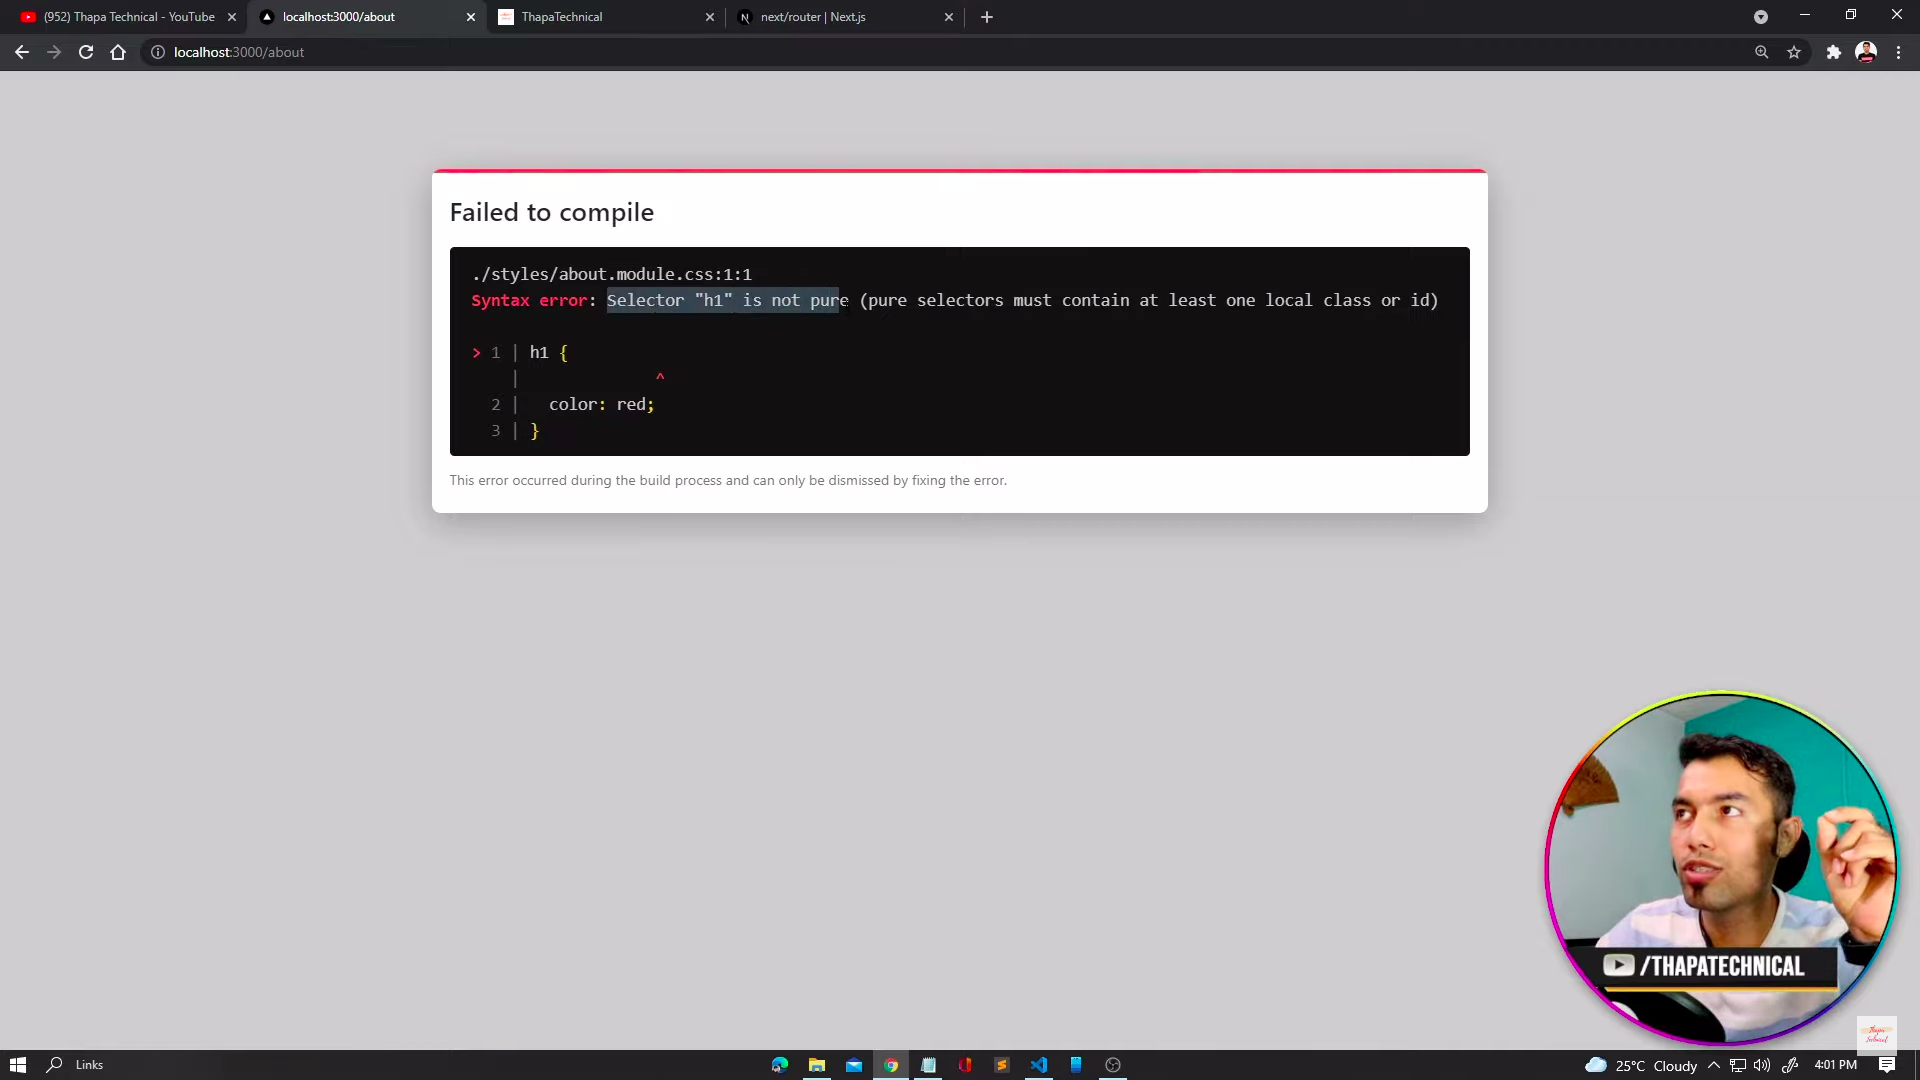 (952) Thapa Technical - YouTube
localhost:3000/about
ThapaTechnical
next/router | Next.js
localhost:3000/about
Failed to compile
./styles/about.module.css:1:1
Syntax error: Selector "h1" is not pure (pure selectors must contain at least one local class or id)
> 1 | h1 {
| ^
2 | color: red;
3 | }
This error occurred during the build process and can only be dismissed by fixing the error.
/THAPATECHNICAL
Thapa
Technical
Links
25°C Cloudy
4:01 PM